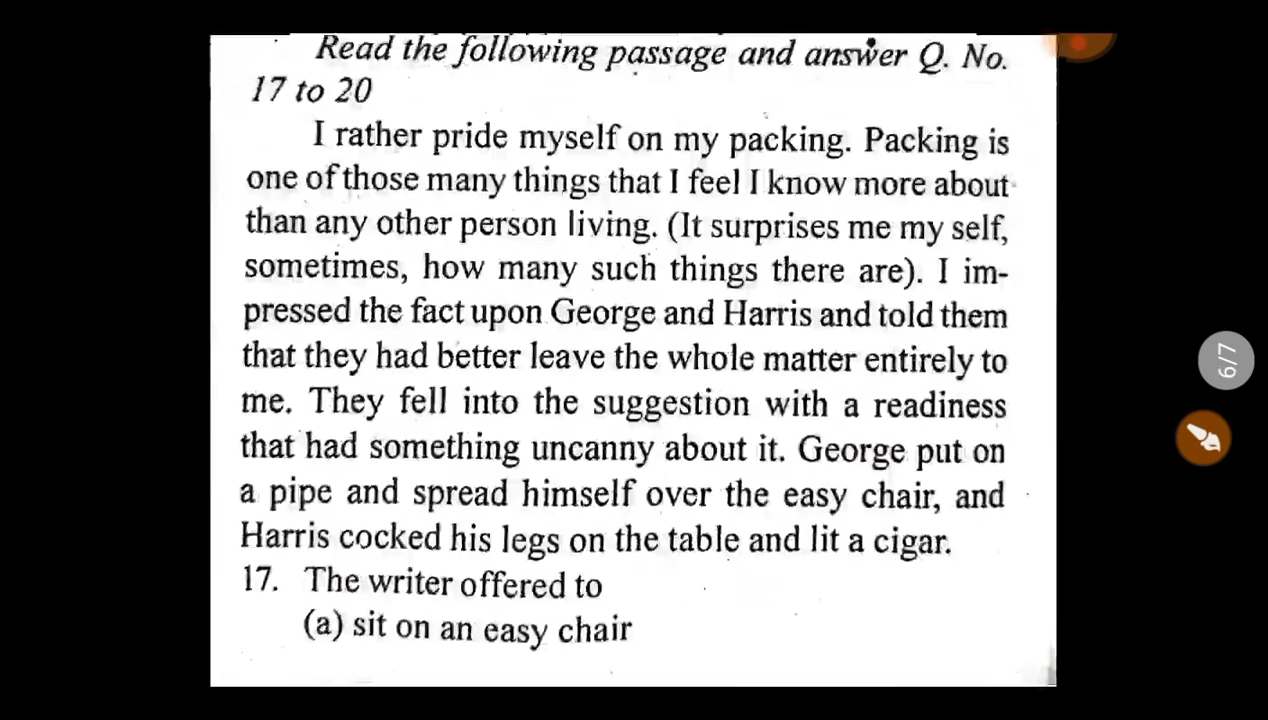 Read the following passage and answer Q. No.
17 to 20
I rather pride myself on my packing. Packing is
one of those many things that I feel I know more about
than any other person living. (It surprises me my self,
sometimes, how many such things there are). I im-
pressed the fact upon George and Harris and told them
that they had better leave the whole matter entirely to
me. They fell into the suggestion with a readiness
that had something uncanny about it. George put on
a pipe and spread himself over the easy chair, and
Harris cocked his legs on the table and lit a cigar.
17. The writer offered to
(a) sit on an easy chair
6/7